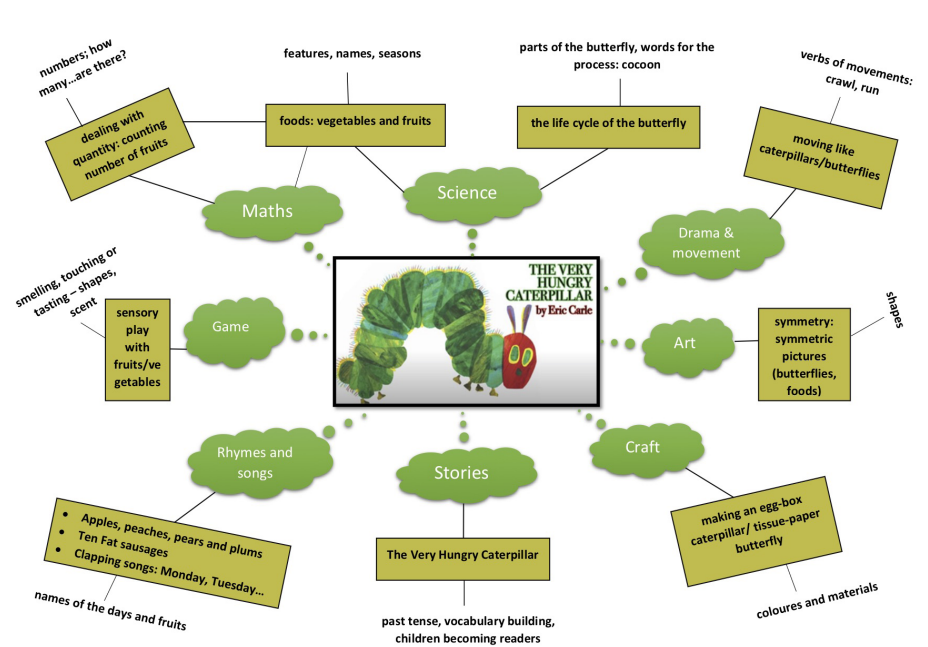 numbers; how
many…are there?
features, names, seasons
parts of the butterfly, words for the
process: cocoon
verbs of movements:
crawl, run
dealing with
quantity: counting
number of fruits
foods: vegetables and fruits
the life cycle of the butterfly
moving like
caterpillars/butterflies
Maths
Science
Drama &
movement
smelling, touching or
tasting – shapes,
scent
sensory
play
with
fruits/ve
getables
Game
THE VERY
HUNGRY
CATERPILLAR
by Eric Carle
Art
symmetry:
symmetric
pictures
(butterflies,
foods)
shapes
Rhymes and
songs
Stories
Craft
• Apples, peaches, pears and plums
• Ten Fat sausages
• Clapping songs: Monday, Tuesday…
names of the days and fruits
The Very Hungry Caterpillar
past tense, vocabulary building,
children becoming readers
making an egg-box
caterpillar/ tissue-paper
butterfly
coloures and materials